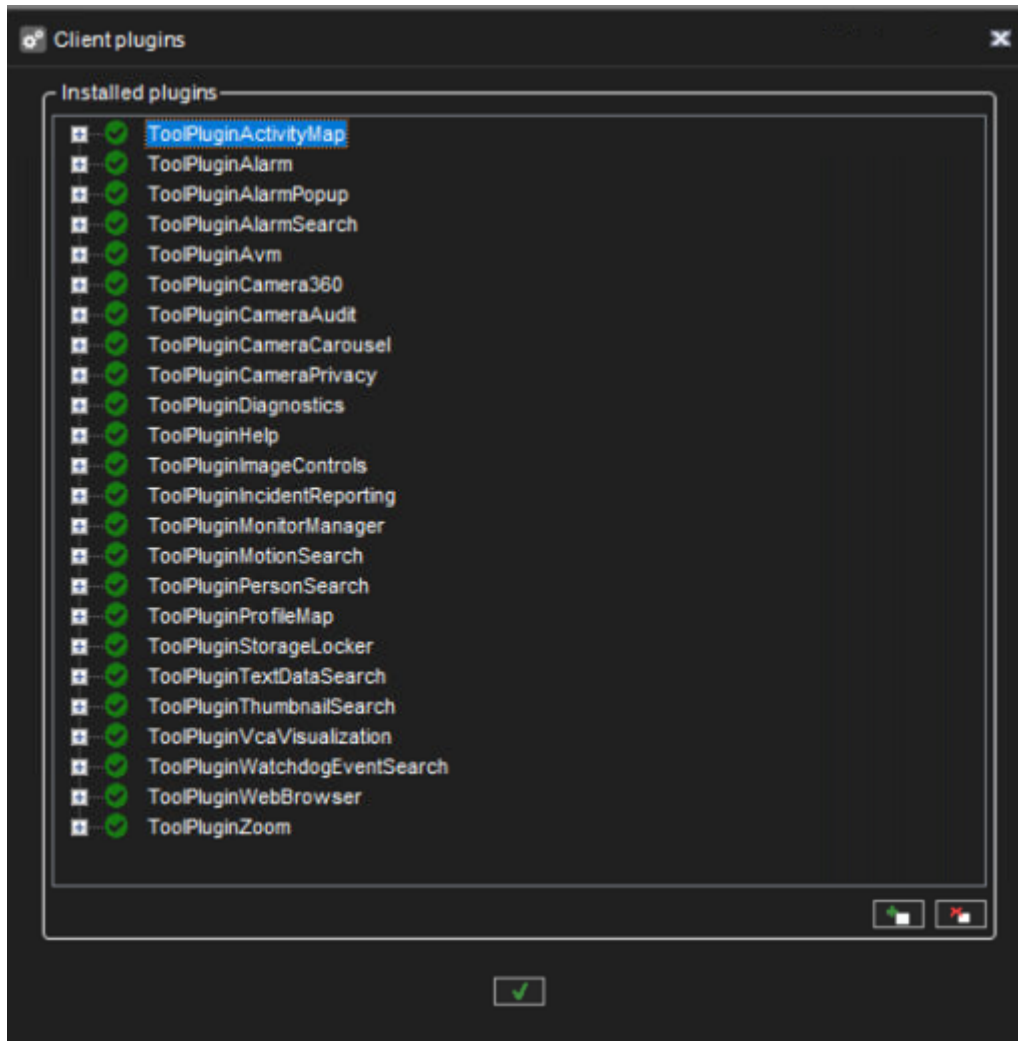 Client plugins
Installed plugins
ToolPluginActivityMap
ToolPluginAlarm
ToolPluginAlarmPopup
ToolPluginAlarmSearch
ToolPluginAvm
ToolPluginCamera360
ToolPluginCameraAudit
ToolPluginCameraCarousel
ToolPluginCameraPrivacy
ToolPluginDiagnostics
ToolPluginHelp
ToolPluginImageControls
ToolPluginIncidentReporting
ToolPluginMonitorManager
ToolPluginMotionSearch
ToolPluginPersonSearch
ToolPluginProfileMap
ToolPluginStorageLocker
ToolPluginTextDataSearch
ToolPluginThumbnailSearch
ToolPluginVcaVisualization
ToolPluginWatchdogEventSearch
ToolPluginWebBrowser
ToolPluginZoom